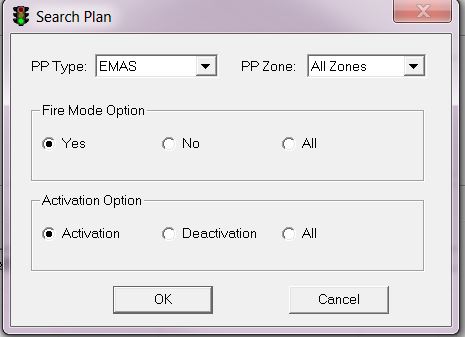 Search Plan
PP Type: EMAS PP Zone: All Zones
Fire Mode Option
Yes No All
Activation Option
Activation Deactivation All
OK Cancel